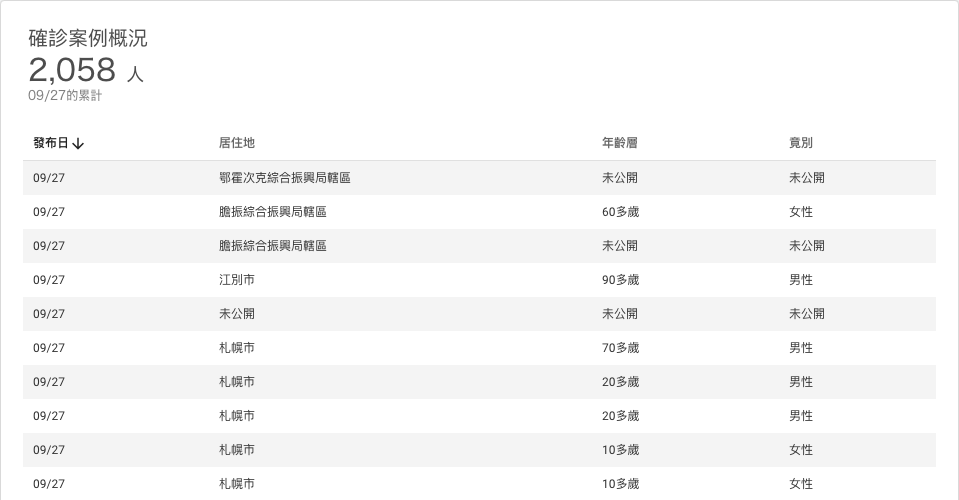 確診案例概況
2,058 人
09/27的累計
發布日↓ 居住地 年齡層 竟別
09/27 鄂霍次克綜合振興局轄區 未公開 未公開
09/27 膽振綜合振興局轄區 60多歲 女性
09/27 膽振綜合振興局轄區 未公開 未公開
09/27 江別市 90多歲 男性
09/27 未公開 未公開 未公開
09/27 札幌市 70多歲 男性
09/27 札幌市 20多歲 男性
09/27 札幌市 20多歲 男性
09/27 札幌市 10多歲 女性
09/27 札幌市 10多歲 女性